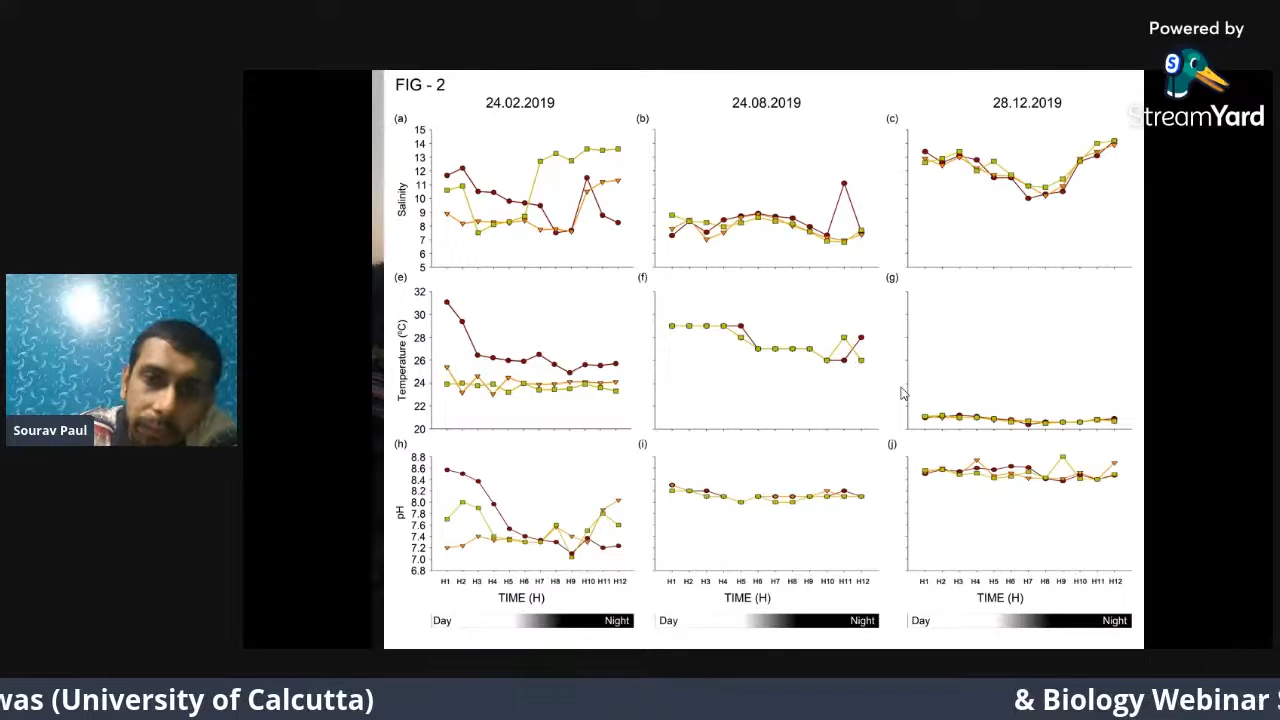 Powered by
StreamYard
FIG - 2
24.02.2019
24.08.2019
28.12.2019
(a)
(b)
(c)
15
14
13
12
11
10
9
8
7
6
5
Salinity
(e)
(f)
(g)
32
30
28
26
24
22
20
Temperature (⁰C)
(h)
(i)
(j)
8.8
8.6
8.4
8.2
8.0
7.8
7.6
7.4
7.2
7.0
6.8
pH
H1 H2 H3 H4 H5 H6 H7 H8 H9 H10 H11 H12
H1 H2 H3 H4 H5 H6 H7 H8 H9 H10 H11 H12
H1 H2 H3 H4 H5 H6 H7 H8 H9 H10 H11 H12
TIME (H)
TIME (H)
TIME (H)
Day Night
Day Night
Day Night
Sourav Paul
was (University of Calcutta)
& Biology Webinar S